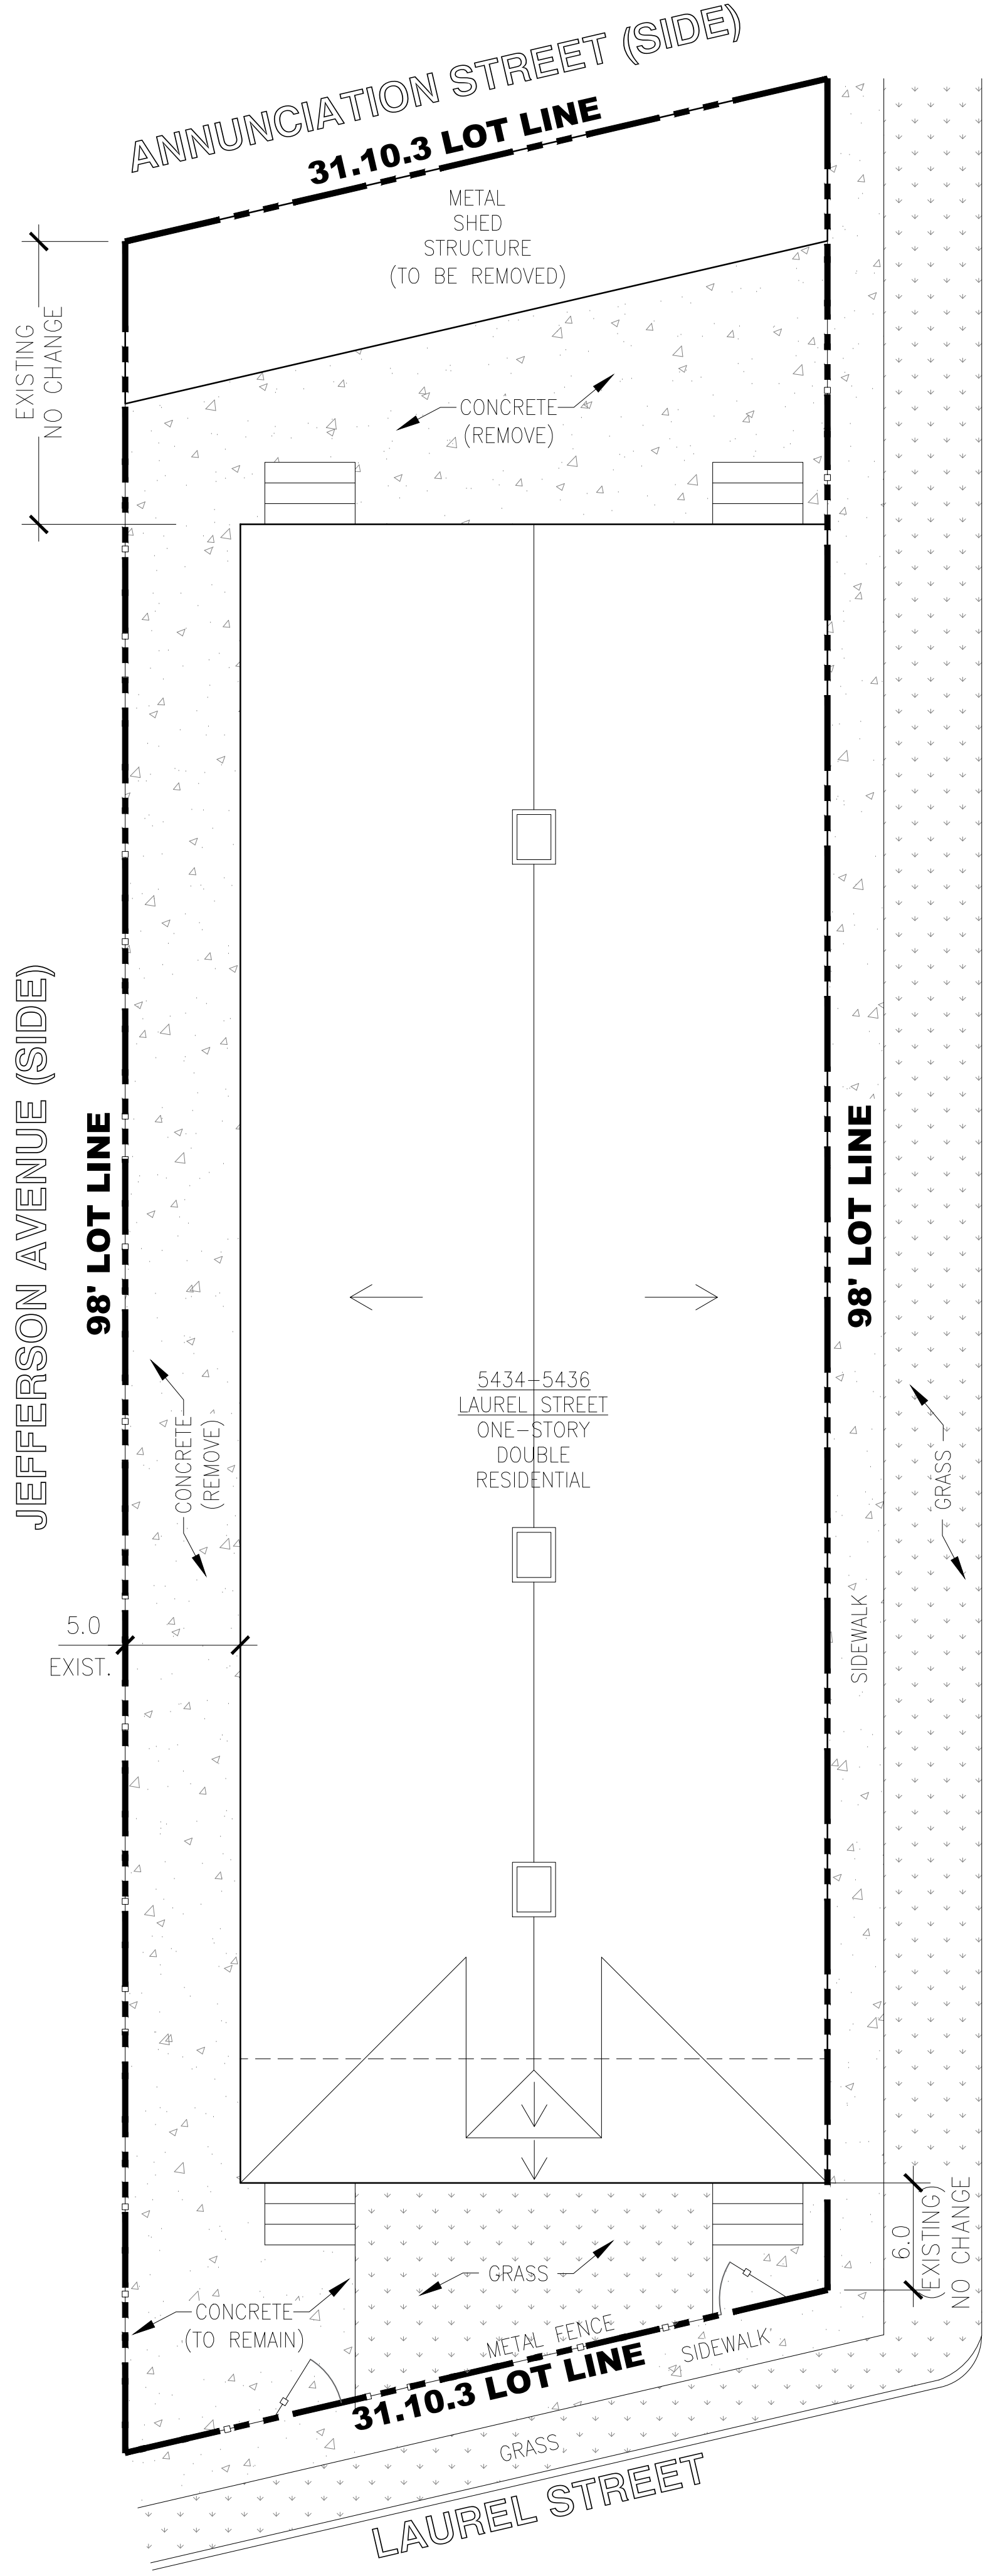 ANNUNCIATION STREET (SIDE)
31.10.3 LOT LINE
METAL
SHED
STRUCTURE
(TO BE REMOVED)
EXISTING
NO CHANGE
CONCRETE
(REMOVE)
JEFFERSON AVENUE (SIDE)
98' LOT LINE
98' LOT LINE
5434-5436
LAUREL STREET
ONE-STORY
DOUBLE
RESIDENTIAL
CONCRETE
(REMOVE)
GRASS
SIDEWALK
5.0
EXIST.
6.0
(EXISTING)
NO CHANGE
GRASS
CONCRETE
(TO REMAIN)
METAL FENCE
SIDEWALK
31.10.3 LOT LINE
GRASS
LAUREL STREET